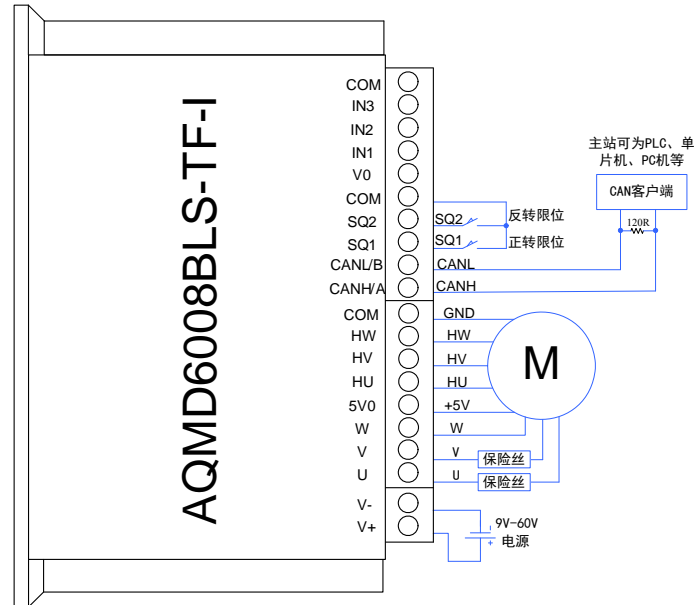 AQMD6008BLS-TF-I
COM
IN3
IN2
IN1
V0
COM
SQ2
SQ1
CANL/B
CANH/A
COM
HW
HV
HU
5V0
W
V
U
V-
V+
SQ2
反转限位
SQ1
正转限位
CANL
CANH
GND
HW
HV
HU
+5V
W
V
保险丝
U
保险丝
M
主站可为PLC、单
片机、PC机等
CAN客户端
120R
9V-60V
电源
+